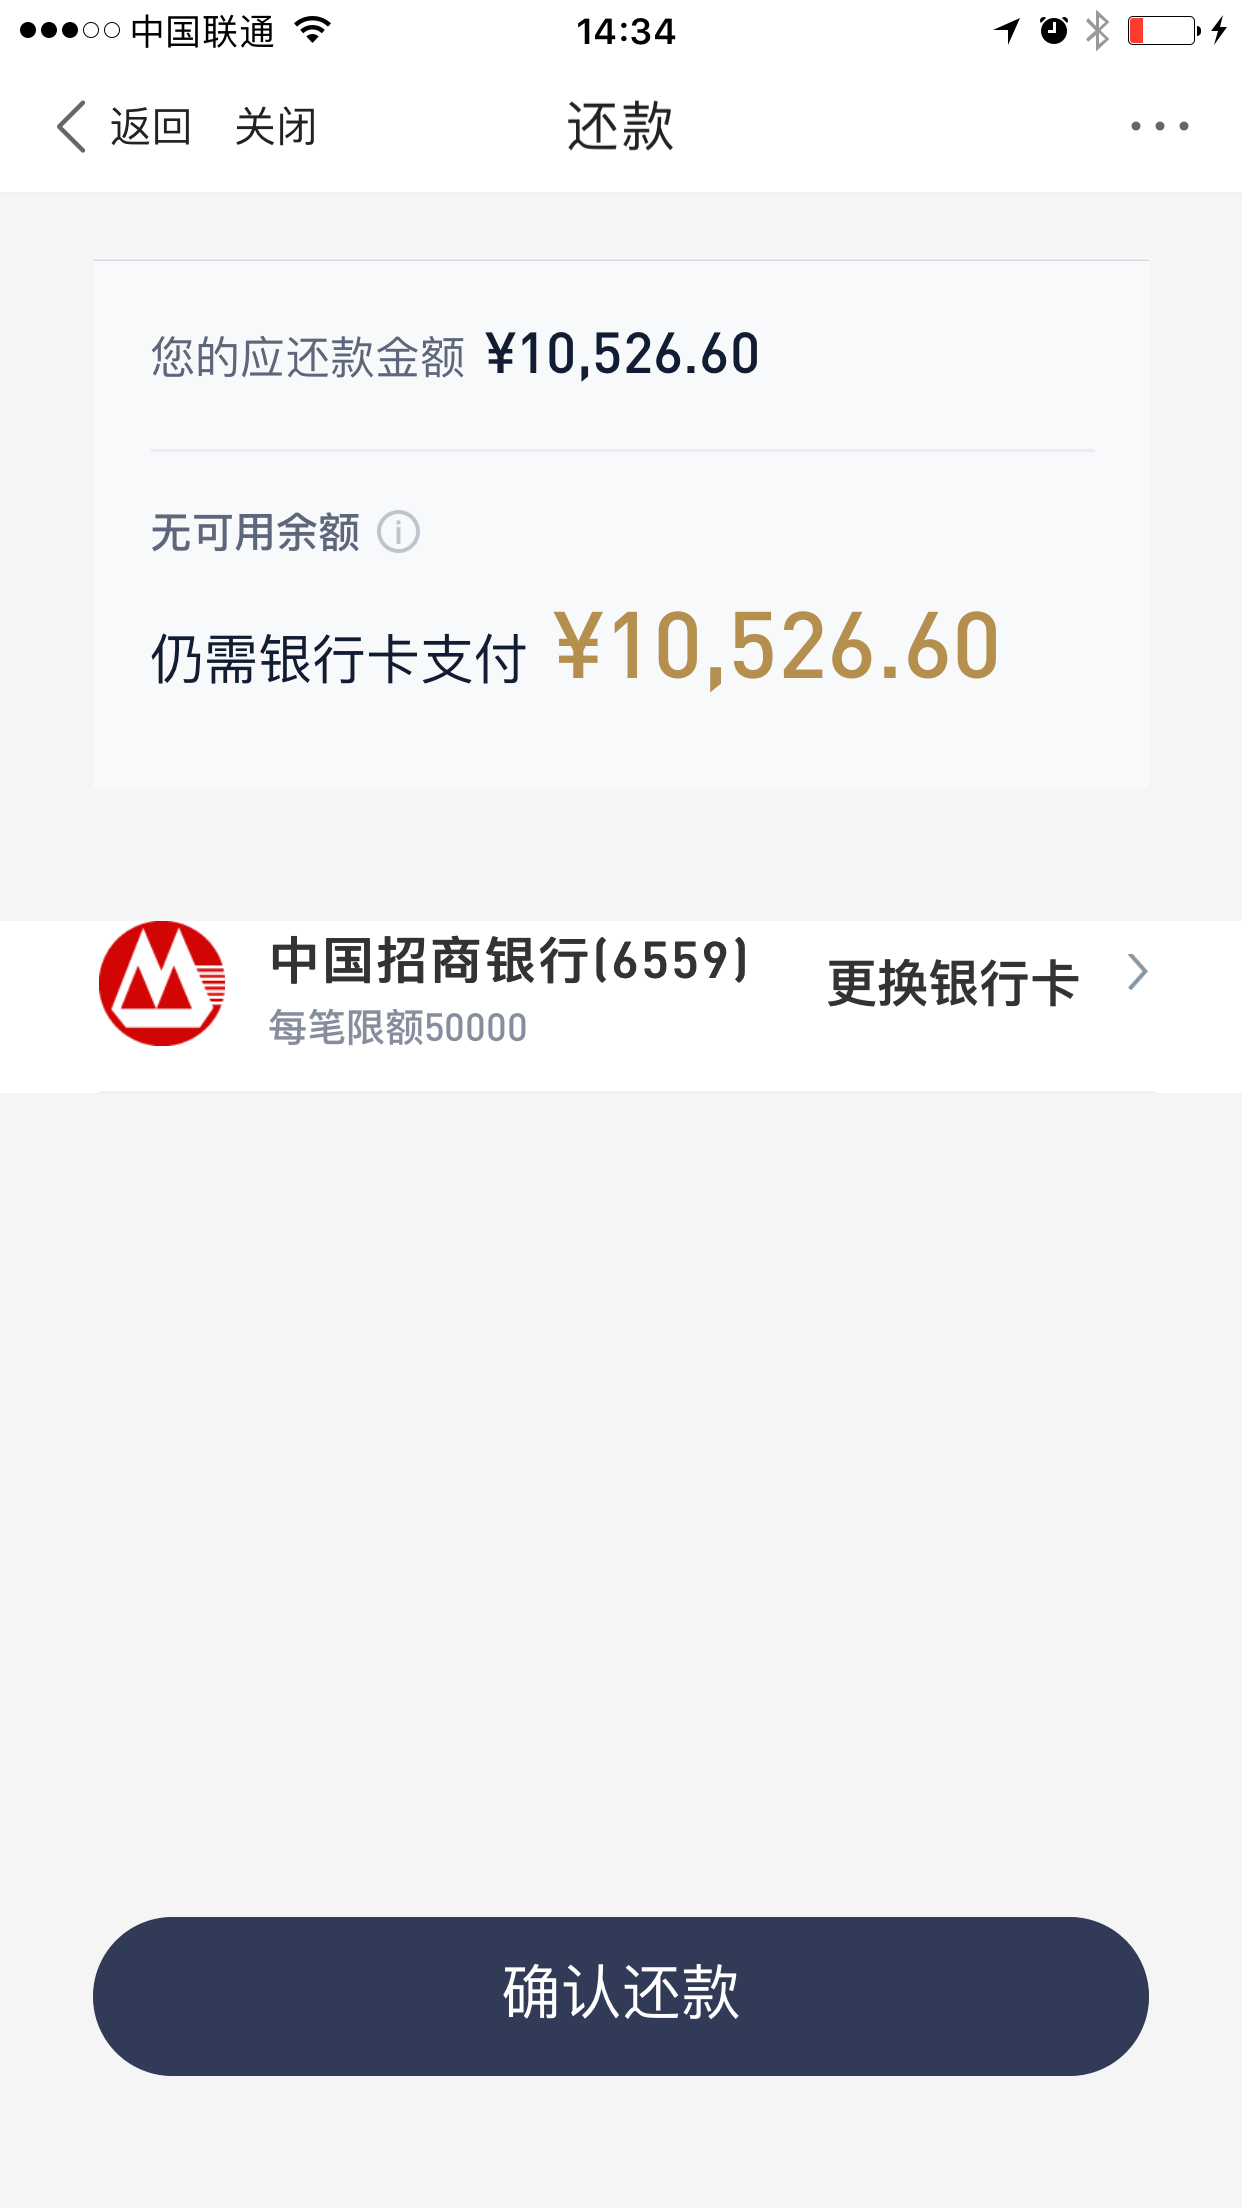 中国联通 14:34
返回 关闭 还款
您的应还款金额 ¥10,526.60
无可用余额
仍需银行卡支付 ¥10,526.60
中国招商银行(6559)
每笔限额50000
更换银行卡
确认还款